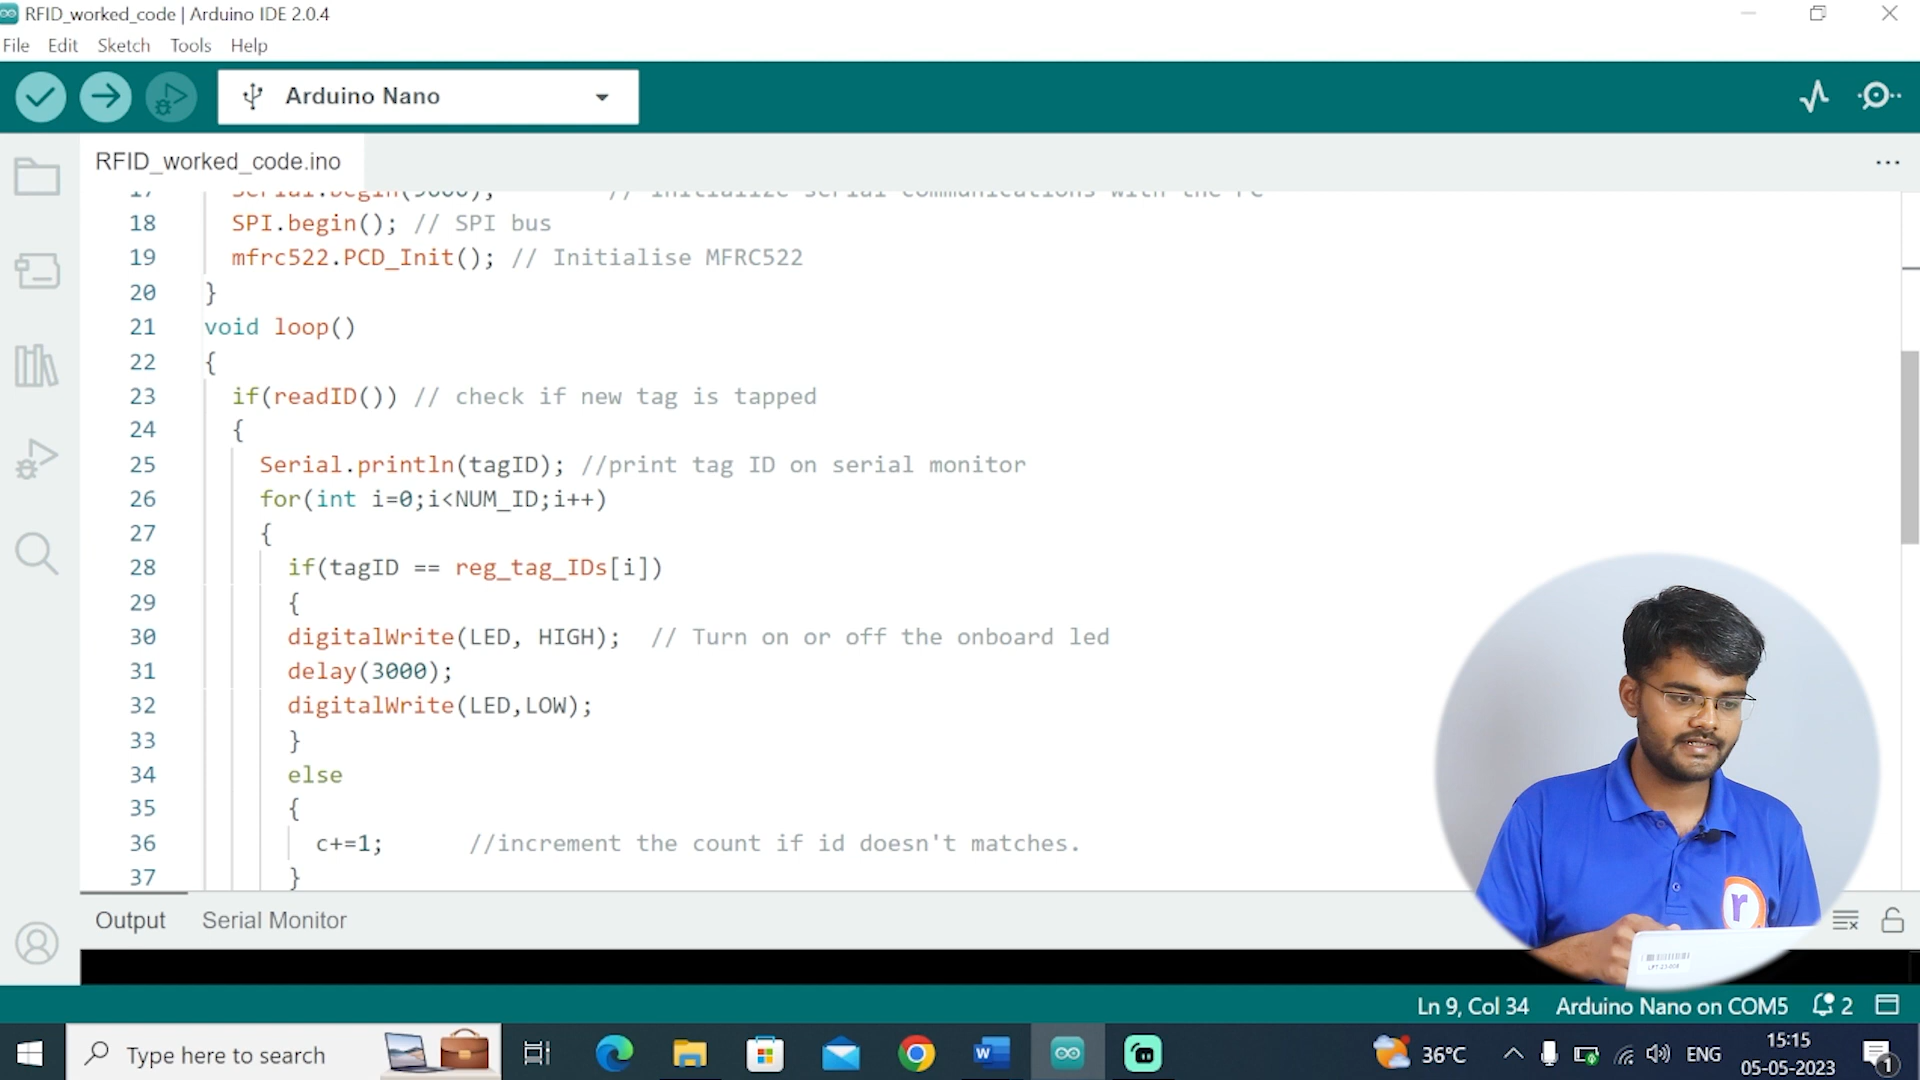 RFID_worked_code | Arduino IDE 2.0.4
File Edit Sketch Tools Help
Arduino Nano
RFID_worked_code.ino
17 Serial.begin(9600); // Initialize serial communications with the PC
18 SPI.begin(); // SPI bus
19 mfrc522.PCD_Init(); // Initialise MFRC522
20 }
21 void loop()
22 {
23 if(readID()) // check if new tag is tapped
24 {
25 Serial.println(tagID); //print tag ID on serial monitor
26 for(int i=0;i<NUM_ID;i++)
27 {
28 if(tagID == reg_tag_IDs[i])
29 {
30 digitalWrite(LED, HIGH); // Turn on or off the onboard led
31 delay(3000);
32 digitalWrite(LED,LOW);
33 }
34 else
35 {
36 c+=1; //increment the count if id doesn't matches.
37 }
Output Serial Monitor
r
Ln 9, Col 34 Arduino Nano on COM5 2
Type here to search
W
36°C
ENG
15:15
05-05-2023
1